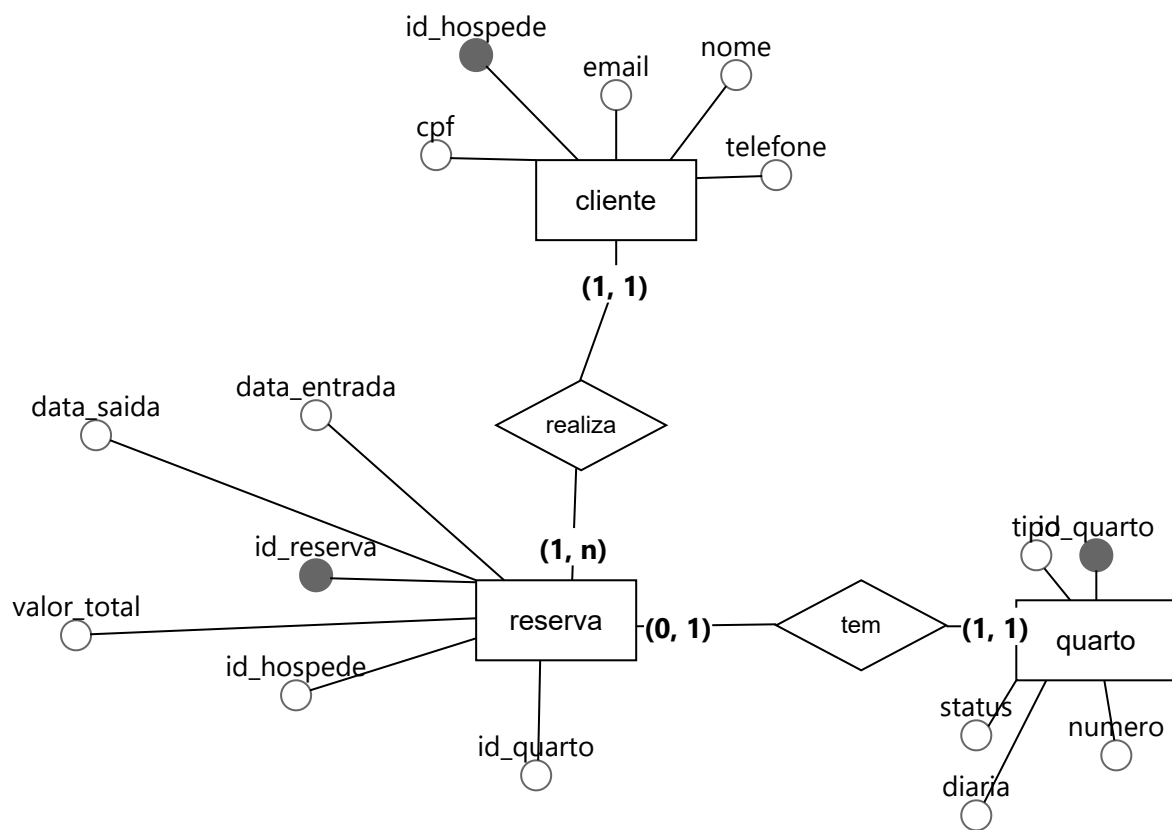 id_hospede
nome
email
cpf
telefone
cliente
(1, 1)
data_entrada
data_saida
realiza
tipo
id_quarto
id_reserva
(1, n)
valor_total
reserva
(0, 1)
tem
(1, 1)
quarto
id_hospede
status
numero
id_quarto
diaria